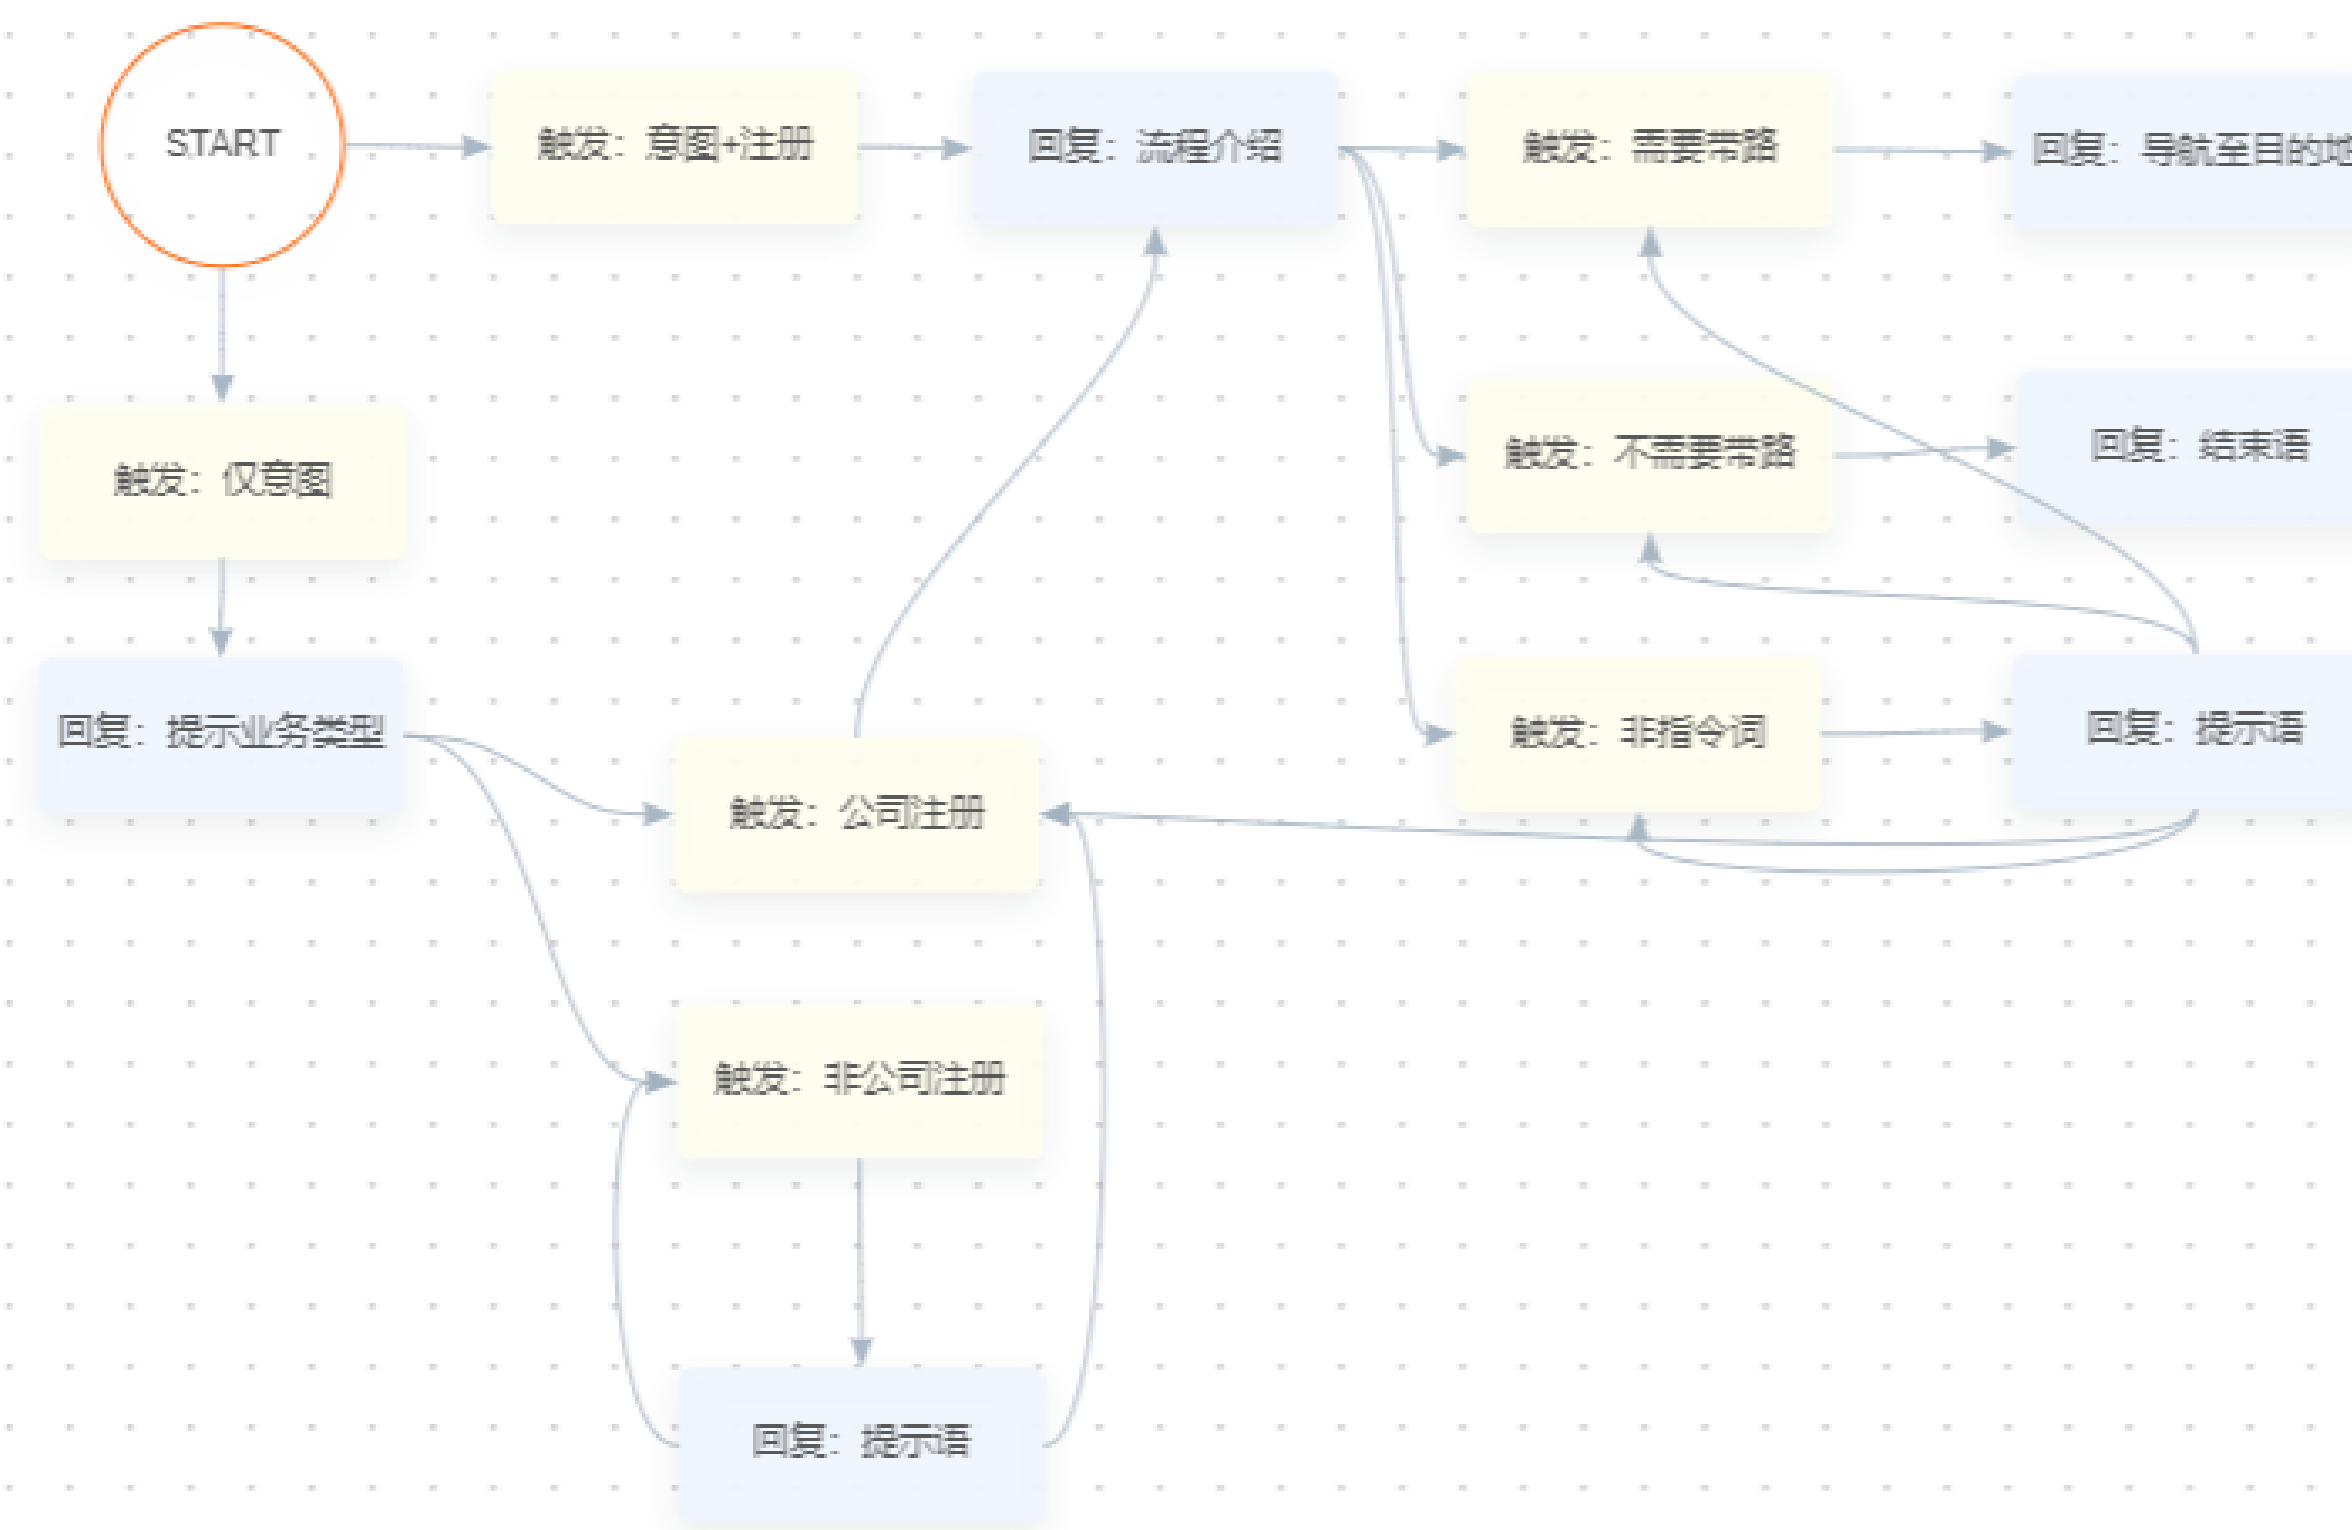 START
触发：意图+注册
回复：流程介绍
触发：需要带路
回复：导航至目的地
触发：仅意图
触发：不需要带路
回复：结束语
回复：提示业务类型
触发：公司注册
触发：非指令词
回复：提示语
触发：非公司注册
回复：提示语